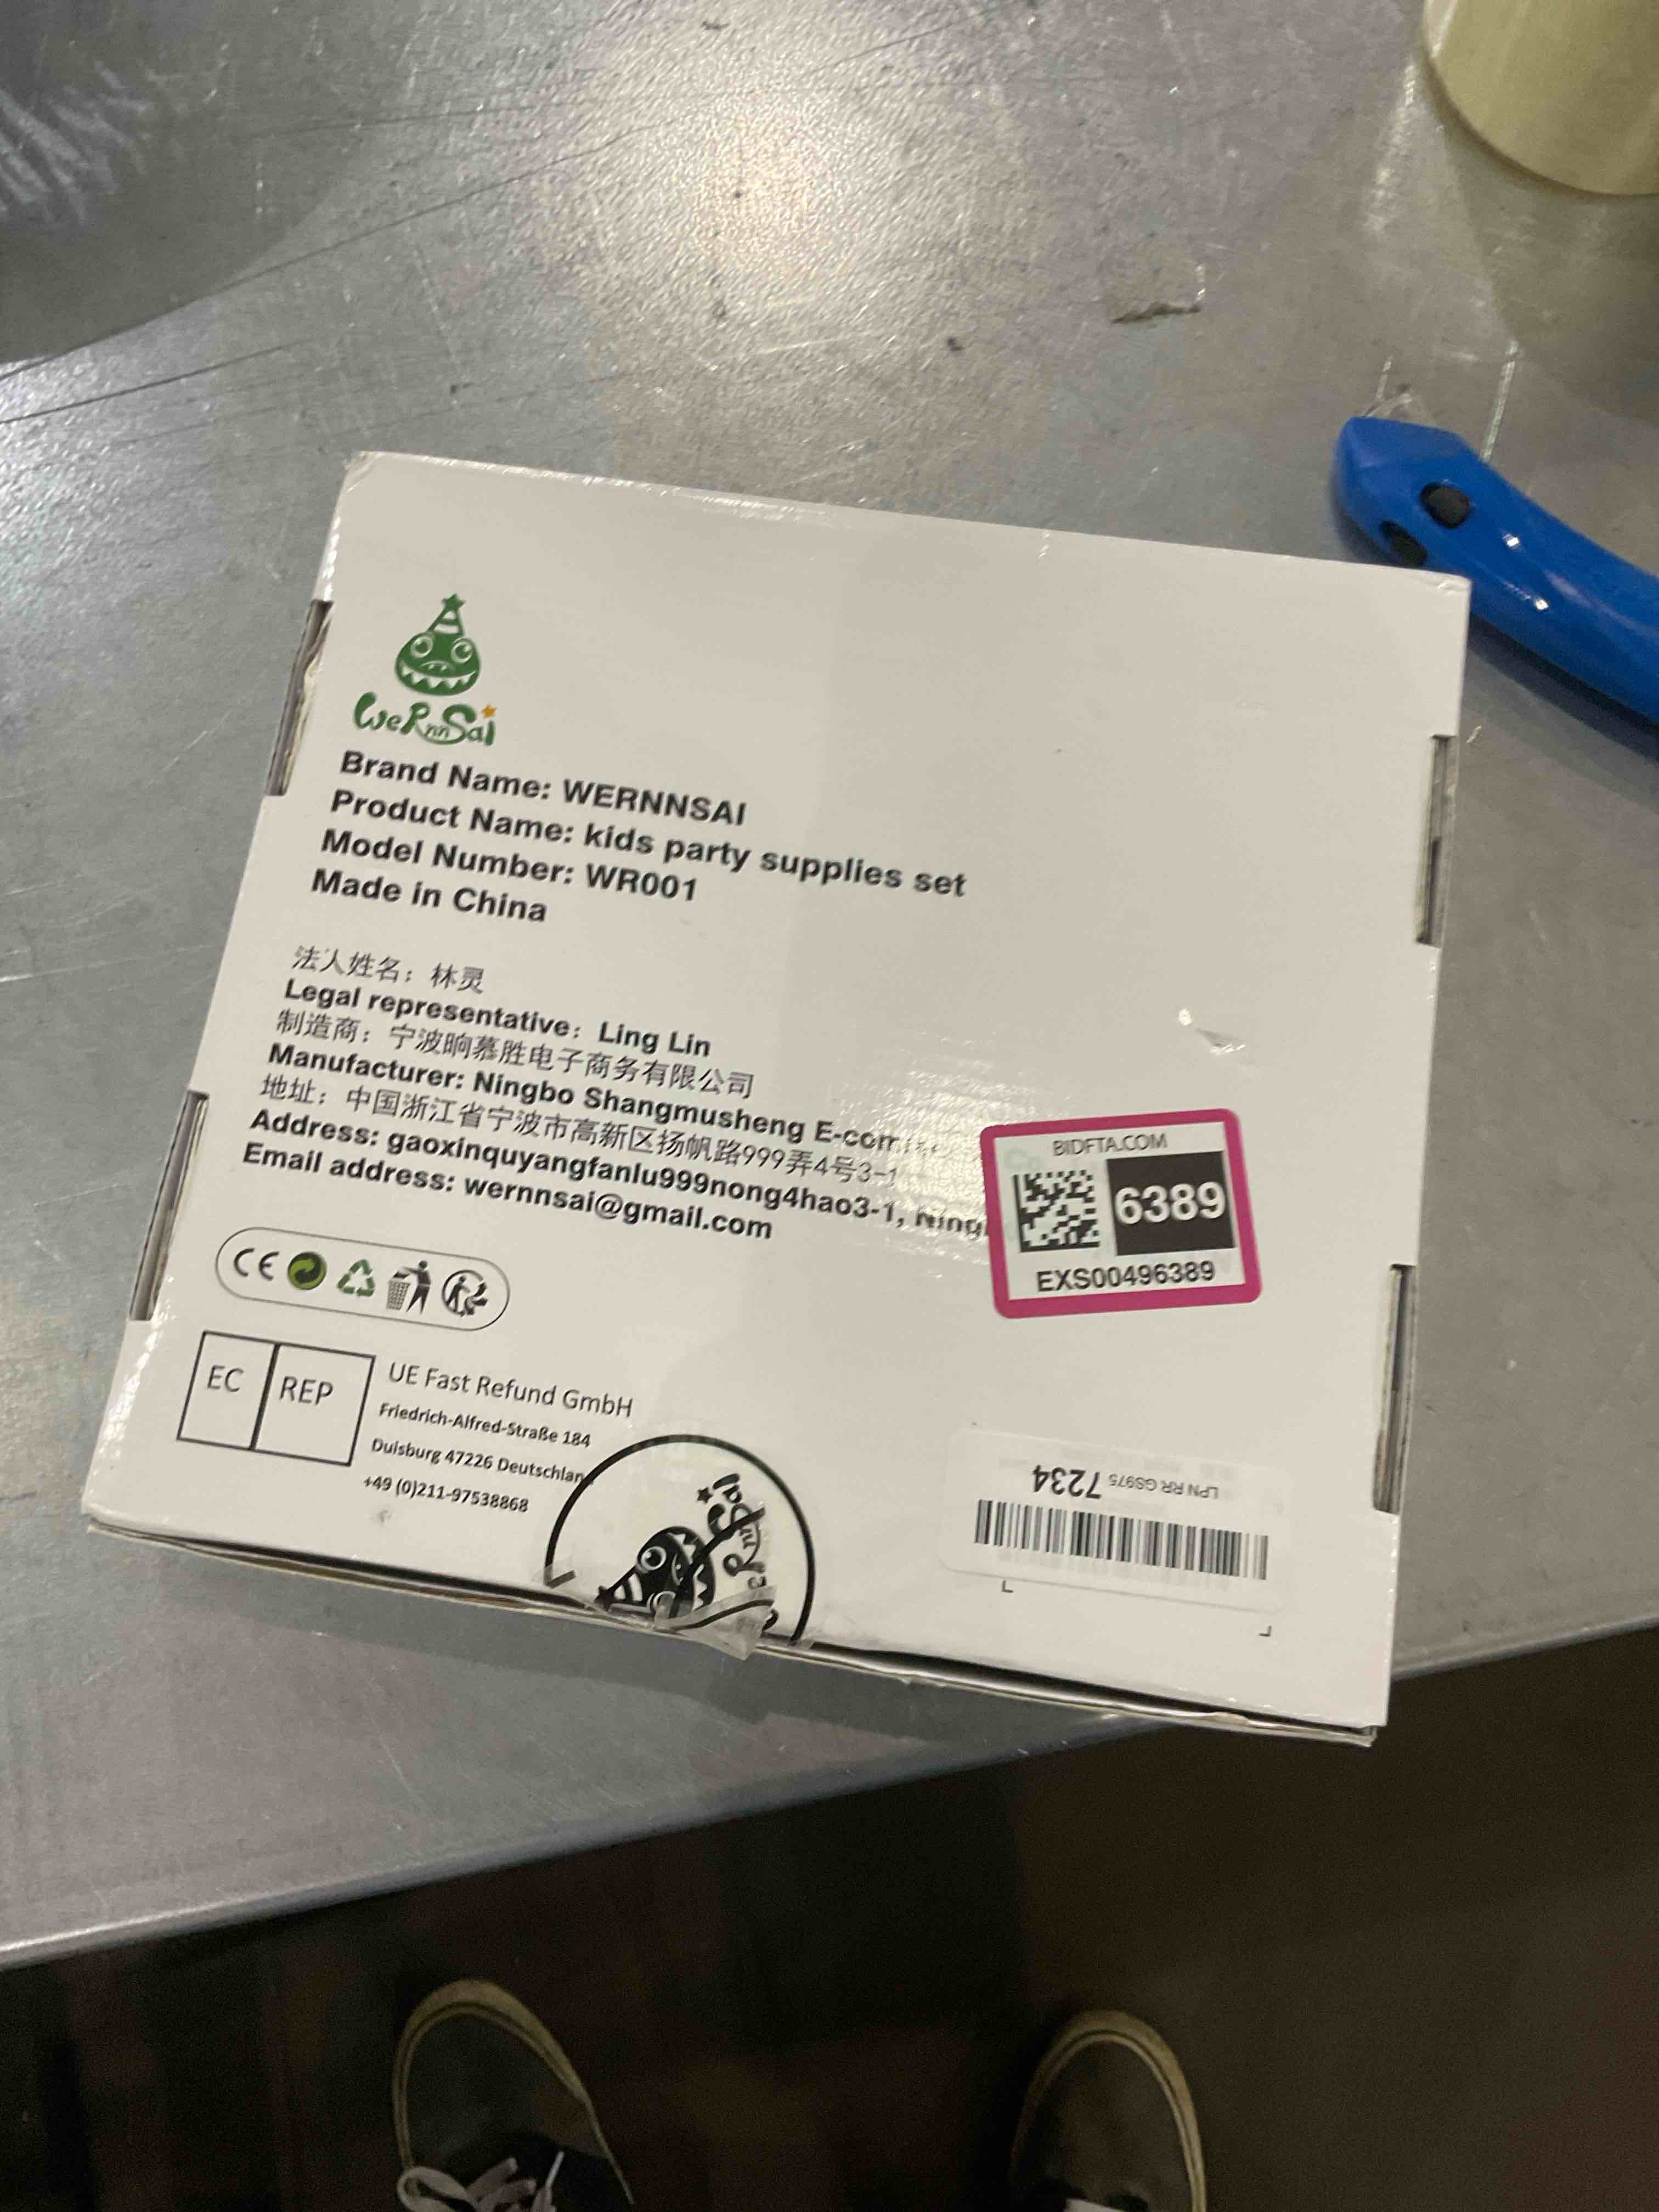 WeRnnSai
Brand Name: WERNNSAI
Product Name: kids party supplies set
Model Number: WR001
Made in China
法人姓名：林灵
Legal representative：Ling Lin
制造商：宁波晌慕胜电子商务有限公司
Manufacturer: Ningbo Shangmusheng E-com
地址：中国浙江省宁波市高新区扬帆路999弄4号3-1
Address: gaoxinquyangfanlu999nong4hao3-1,
Email address: wernnsai@gmail.com
CE
EC REP
UE Fast Refund GmbH
Friedrich-Alfred-Straße 184
Duisburg 47226 Deutschlan
+49 (0)211-97538868
BIDFTA.COM
6389
EXS00496389
LPN RR GS975 7234